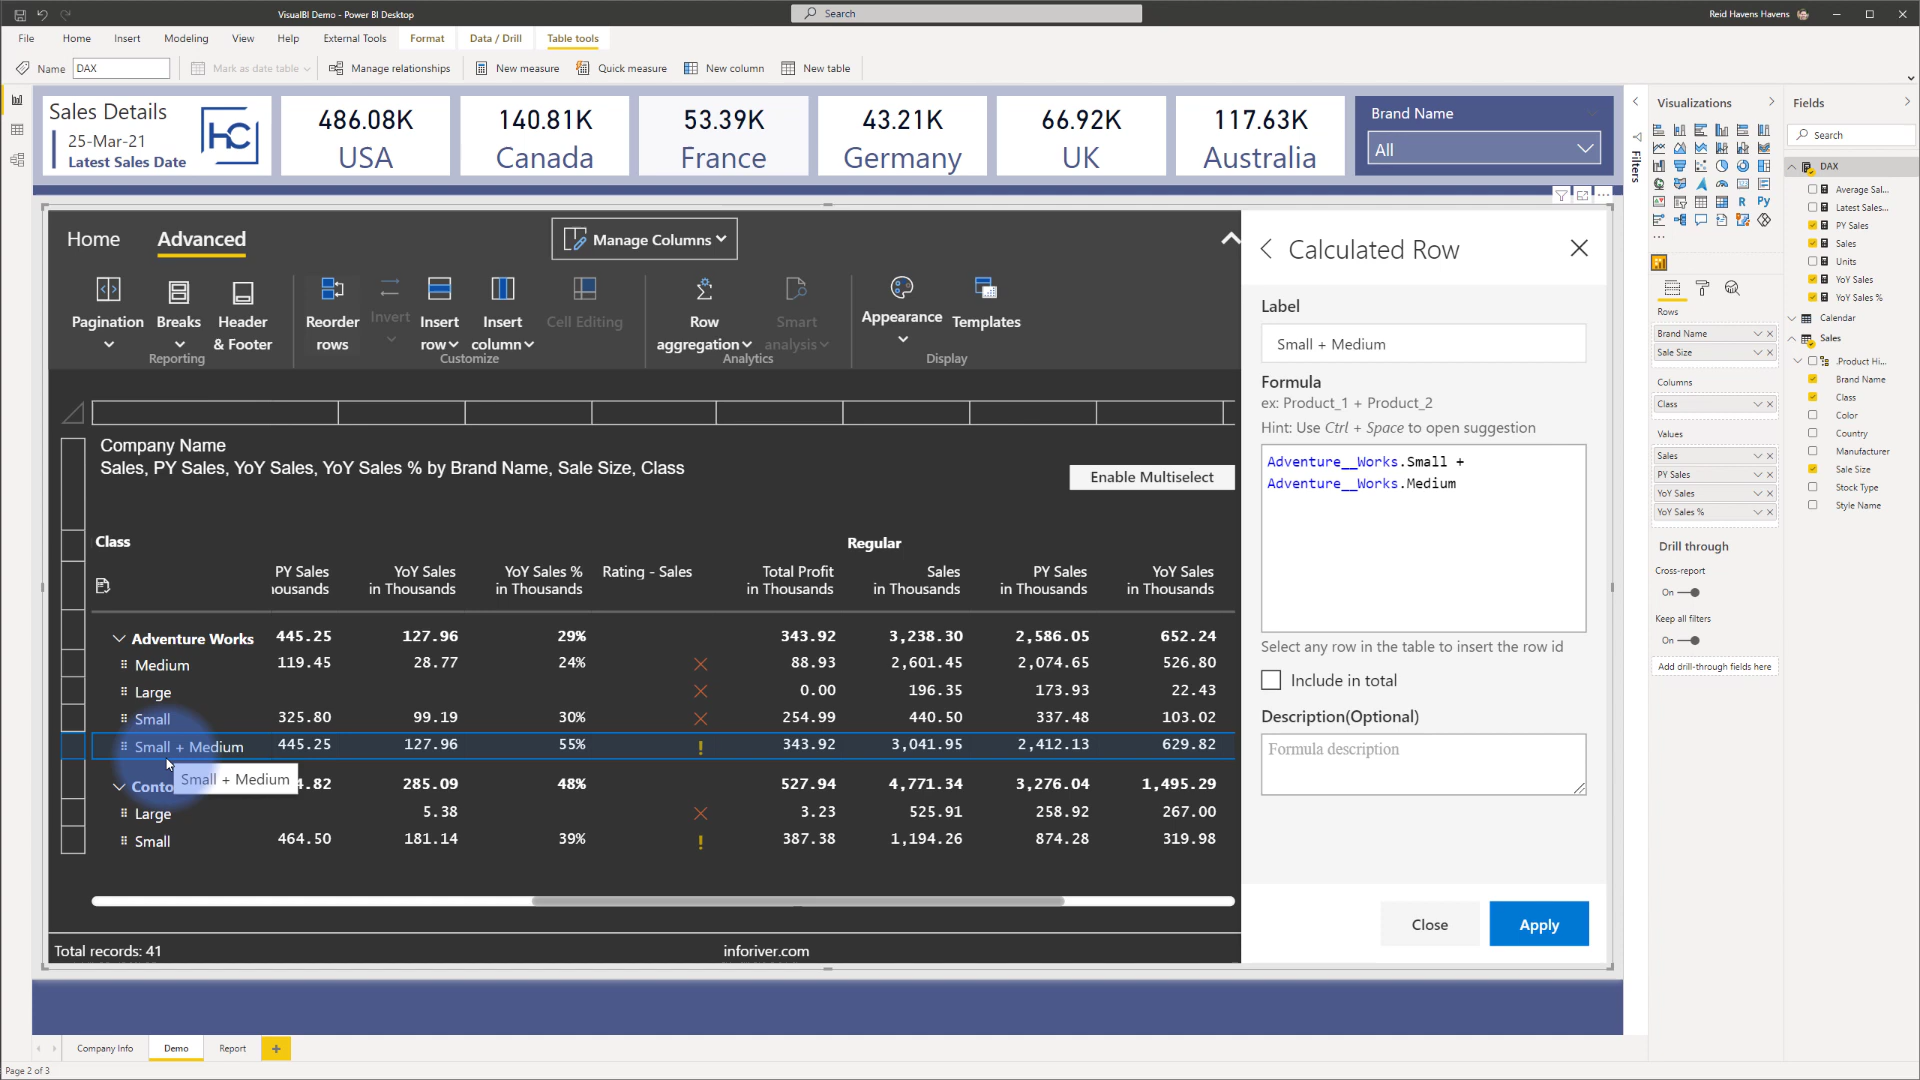 VisualBI Demo - Power BI Desktop
Search
Reid Havens Havens
File
Home
Insert
Modeling
View
Help
External Tools
Format
Data / Drill
Table tools
Name
DAX
Mark as date table
Manage relationships
New measure
Quick measure
New column
New table
Sales Details
25-Mar-21
Latest Sales Date
hc
486.08K
USA
140.81K
Canada
53.39K
France
43.21K
Germany
66.92K
UK
117.63K
Australia
Brand Name
All
Home
Advanced
Manage Columns
Pagination
Breaks
Header
& Footer
Reporting
Reorder
rows
Invert
Insert
row
Insert
column
Cell Editing
Customize
Row
aggregation
Smart
analysis
Analytics
Appearance
Templates
Display
Company Name
Sales, PY Sales, YoY Sales, YoY Sales % by Brand Name, Sale Size, Class
Enable Multiselect
Class
Regular
PY Sales
YoY Sales
in Thousands
YoY Sales %
in Thousands
Rating - Sales
Total Profit
in Thousands
Sales
in Thousands
PY Sales
in Thousands
YoY Sales
in Thousands
Adventure Works 445.25 127.96 29% 343.92 3,238.30 2,586.05 652.24
Medium 119.45 28.77 24% 88.93 2,601.45 2,074.65 526.80
Large 0.00 196.35 173.93 22.43
Small 325.80 99.19 30% 254.99 440.50 337.48 103.02
Small + Medium 445.25 127.96 55% ! 343.92 3,041.95 2,412.13 629.82
Small + Medium
Conto 4.82 285.09 48% 527.94 4,771.34 3,276.04 1,495.29
Large 5.38 3.23 525.91 258.92 267.00
Small 464.50 181.14 39% ! 387.38 1,194.26 874.28 319.98
Total records: 41
inforiver.com
Calculated Row
Label
Small + Medium
Formula
ex: Product_1 + Product_2
Hint: Use Ctrl + Space to open suggestion
Adventure__Works.Small +
Adventure__Works.Medium
Select any row in the table to insert the row id
Include in total
Description(Optional)
Formula description
Close
Apply
Filters
Visualizations
R
Py
Rows
Brand Name
Sale Size
Columns
Class
Values
Sales
PY Sales
YoY Sales
YoY Sales %
Drill through
Cross-report
On
Keep all filters
On
Add drill-through fields here
Fields
Search
DAX
Average Sal...
Latest Sales...
PY Sales
Sales
Units
YoY Sales
YoY Sales %
Calendar
Sales
.Product Hi...
Brand Name
Class
Color
Country
Manufacturer
Sale Size
Stock Type
Style Name
Company Info
Demo
Report
Page 2 of 3